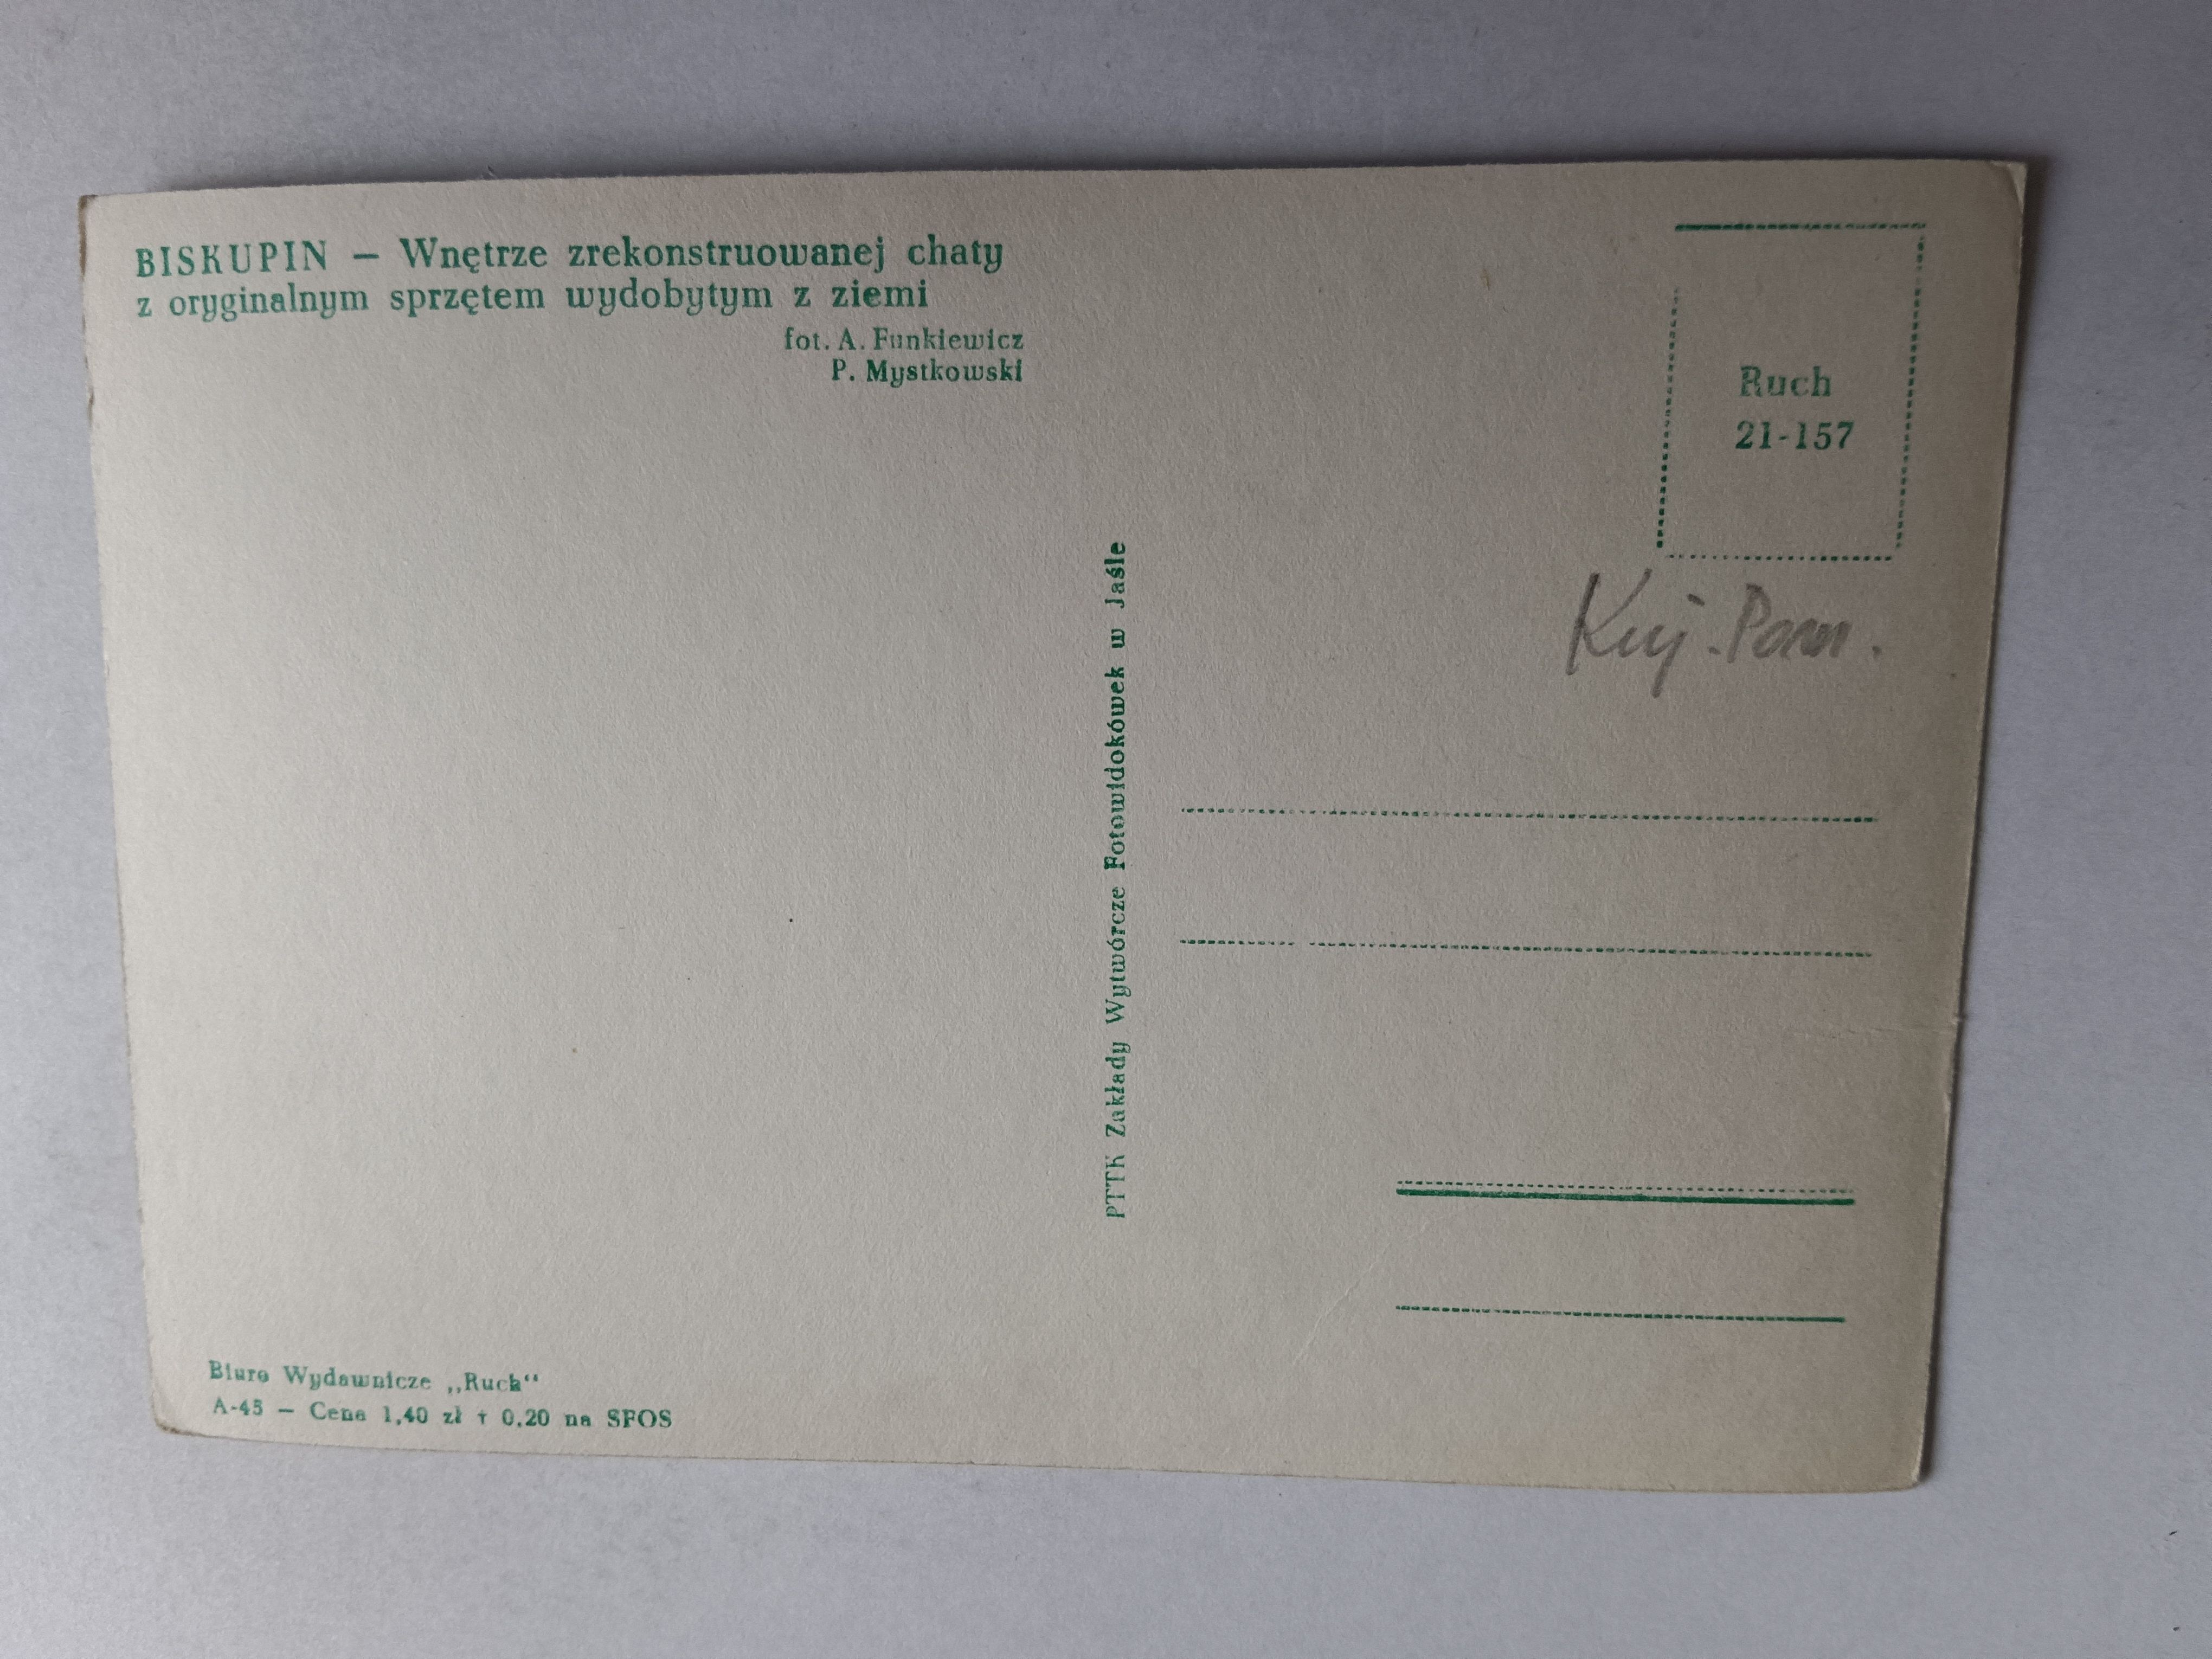 BISKUPIN — Wnętrze zrekonstruowanej chaty
z oryginalnym sprzętem wydobytym z ziemi
fot. A. Funkiewicz
P. Mystkowski
Ruch
21-157
Kuj.-Pom.
PTTK Zakłady Wytwórcze Fotowidokówek w Jaśle
Biuro Wydawnicze „Ruch“
A-45 — Cena 1,40 zł + 0,20 na SFOS